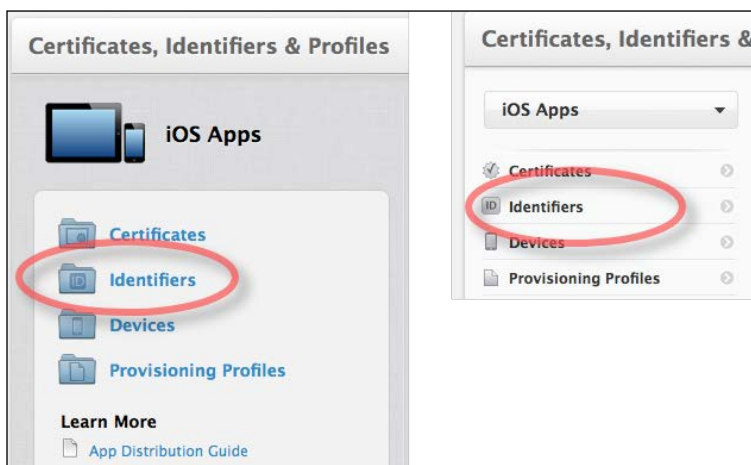 Certificates, Identifiers & Profiles
iOS Apps
Certificates
Identifiers
Devices
Provisioning Profiles
Learn More
App Distribution Guide
Certificates, Identifiers &
iOS Apps
Certificates
ID Identifiers
Devices
Provisioning Profiles